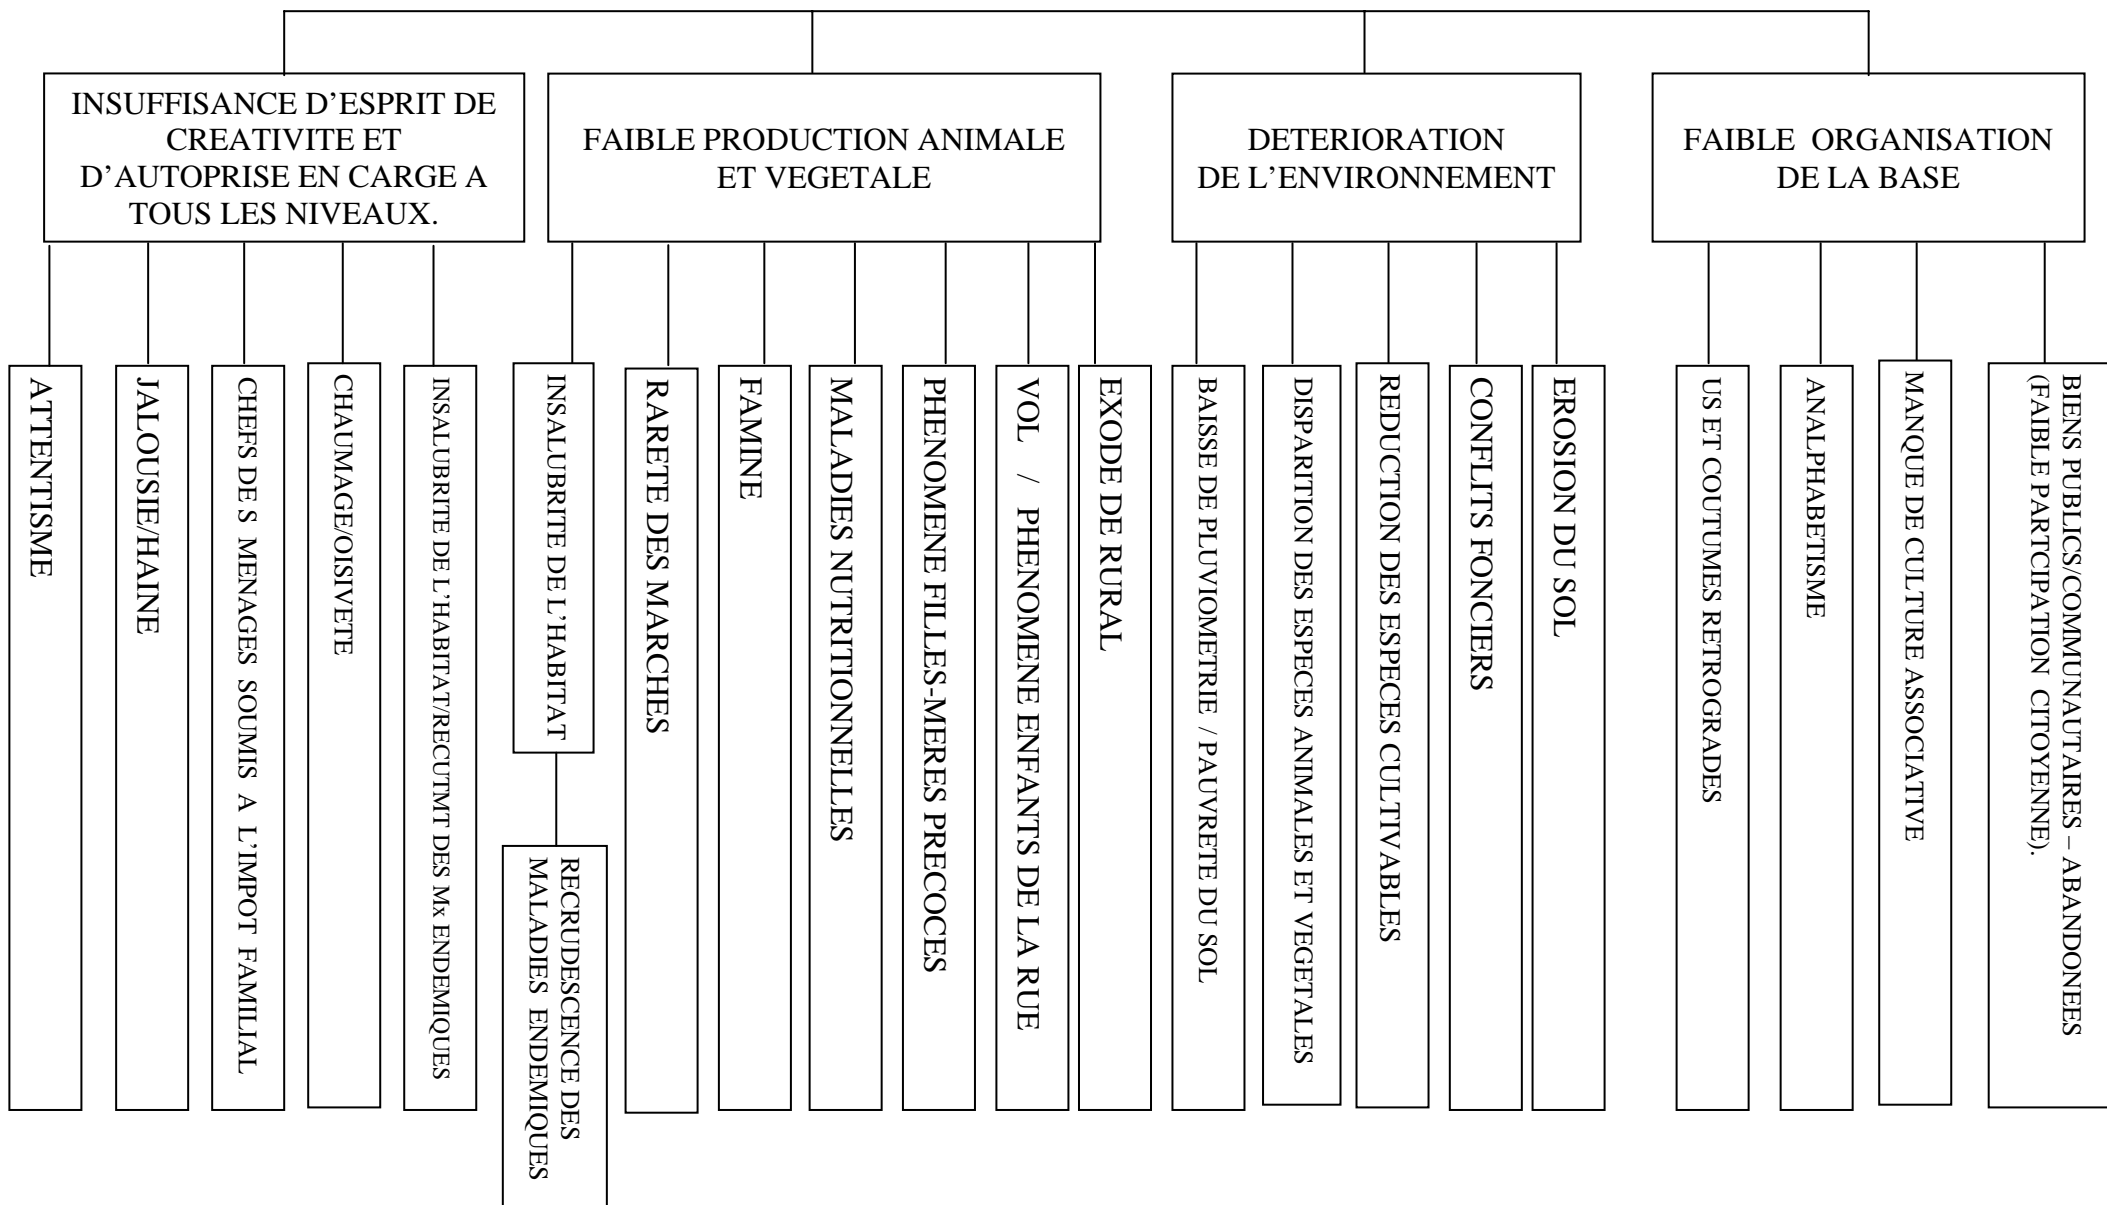 INSUFFISANCE D’ESPRIT DE
CREATIVITE ET
D’AUTOPRISE EN CARGE A
TOUS LES NIVEAUX.
FAIBLE PRODUCTION ANIMALE
ET VEGETALE
DETERIORATION
DE L’ENVIRONNEMENT
FAIBLE ORGANISATION
DE LA BASE
ATTENTISME
JALOUSIE/HAINE
CHEFS DE S MENAGES SOUMIS A L’IMPOT FAMILIAL
CHAUMAGE/OISIVETE
INSALUBRITE DE L’HABITAT/RECUTMT DES Mx ENDEMIQUES
INSALUBRITE DE L’HABITAT
RECRUDESCENCE DES
MALADIES ENDEMIQUES
RARETE DES MARCHES
FAMINE
MALADIES NUTRITIONNELLES
PHENOMENE FILLES-MERES PRECOCES
VOL / PHENOMENE ENFANTS DE LA RUE
EXODE DE RURAL
BAISSE DE PLUVIOMETRIE / PAUVRETE DU SOL
DISPARITION DES ESPECES ANIMALES ET VEGETALES
REDUCTION DES ESPECES CULTIVABLES
CONFLITS FONCIERS
EROSION DU SOL
US ET COUTUMES RETROGRADES
ANALPHABETISME
MANQUE DE CULTURE ASSOCIATIVE
BIENS PUBLICS/COMMUNAUTAIRES – ABANDONEES
(FAIBLE PARTCIPATION CITOYENNE).